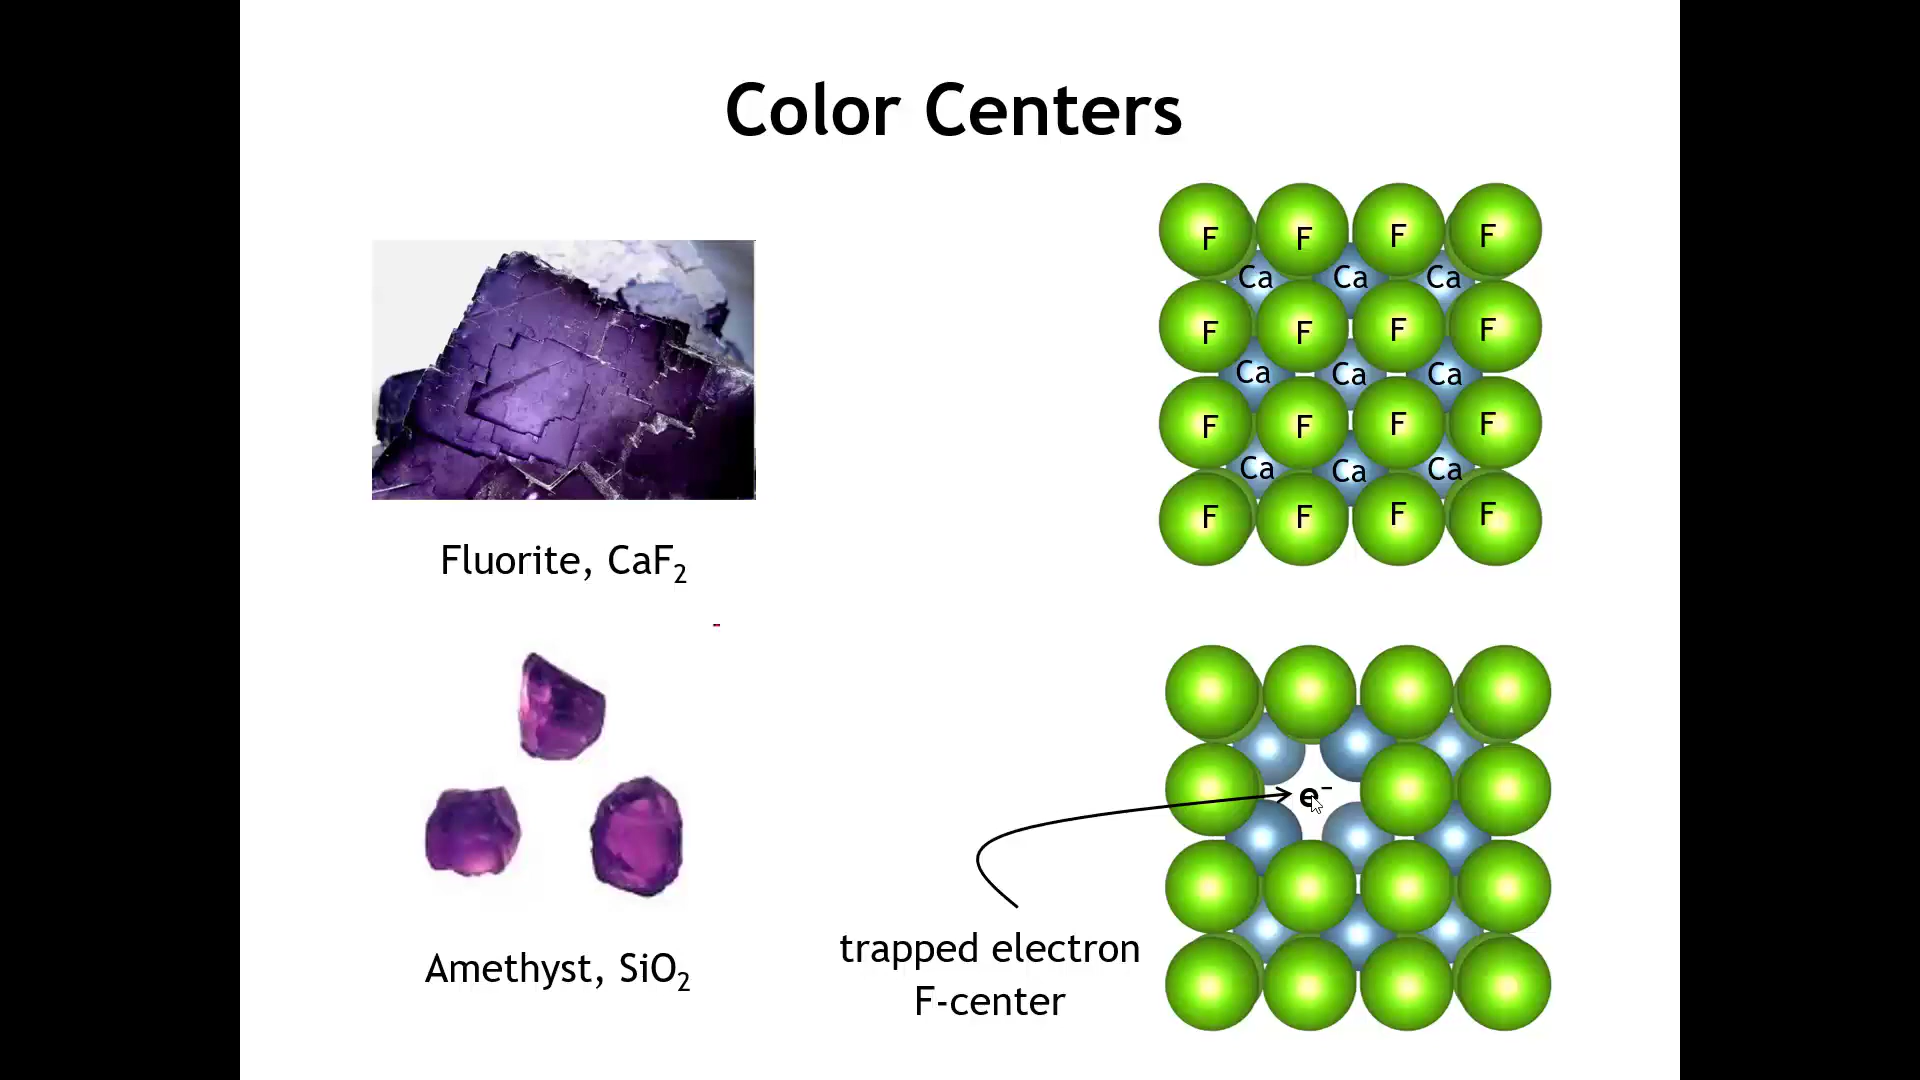 Color Centers
F F F F
Ca Ca Ca
F F F F
Ca Ca Ca
F F F F
Ca Ca Ca
F F F F
Fluorite, CaF₂
e⁻
trapped electron
F-center
Amethyst, SiO₂